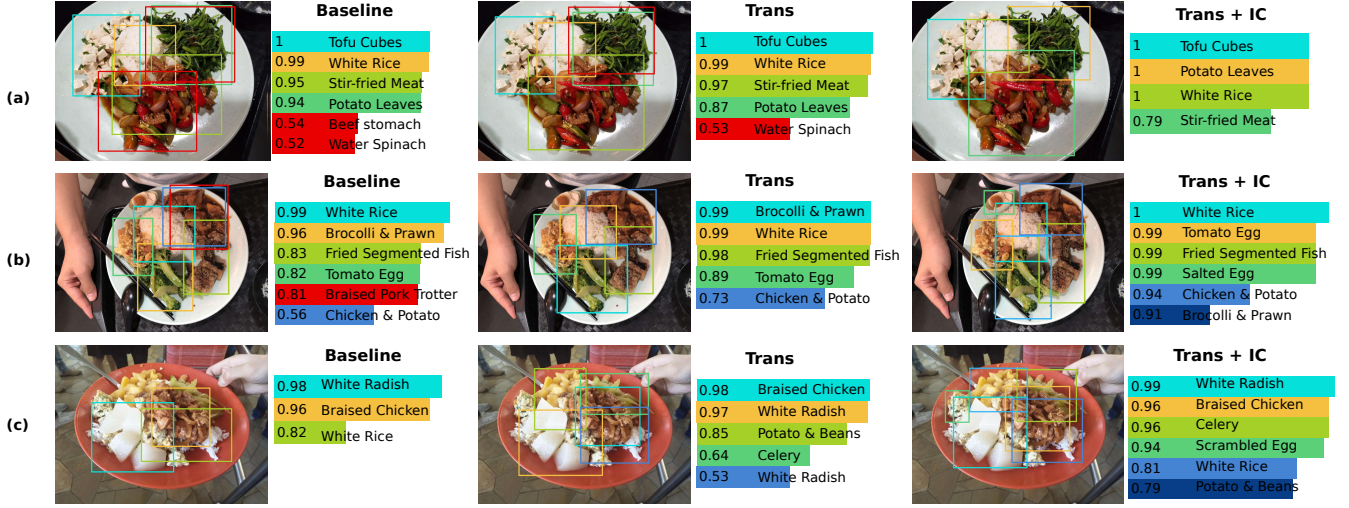 Baseline
1 Tofu Cubes
0.99 White Rice
0.95 Stir-fried Meat
0.94 Potato Leaves
0.54 Beef stomach
0.52 Water Spinach
Trans
1 Tofu Cubes
0.99 White Rice
0.97 Stir-fried Meat
0.87 Potato Leaves
0.53 Water Spinach
Trans + IC
1 Tofu Cubes
1 Potato Leaves
1 White Rice
0.79 Stir-fried Meat
(a)
Baseline
0.99 White Rice
0.96 Brocolli & Prawn
0.83 Fried Segmented Fish
0.82 Tomato Egg
0.81 Braised Pork Trotter
0.56 Chicken & Potato
Trans
0.99 Brocolli & Prawn
0.99 White Rice
0.98 Fried Segmented Fish
0.89 Tomato Egg
0.73 Chicken & Potato
Trans + IC
1 White Rice
0.99 Tomato Egg
0.99 Fried Segmented Fish
0.99 Salted Egg
0.94 Chicken & Potato
0.91 Brocolli & Prawn
(b)
Baseline
0.98 White Radish
0.96 Braised Chicken
0.82 White Rice
Trans
0.98 Braised Chicken
0.97 White Radish
0.85 Potato & Beans
0.64 Celery
0.53 White Radish
Trans + IC
0.99 White Radish
0.96 Braised Chicken
0.96 Celery
0.94 Scrambled Egg
0.81 White Rice
0.79 Potato & Beans
(c)